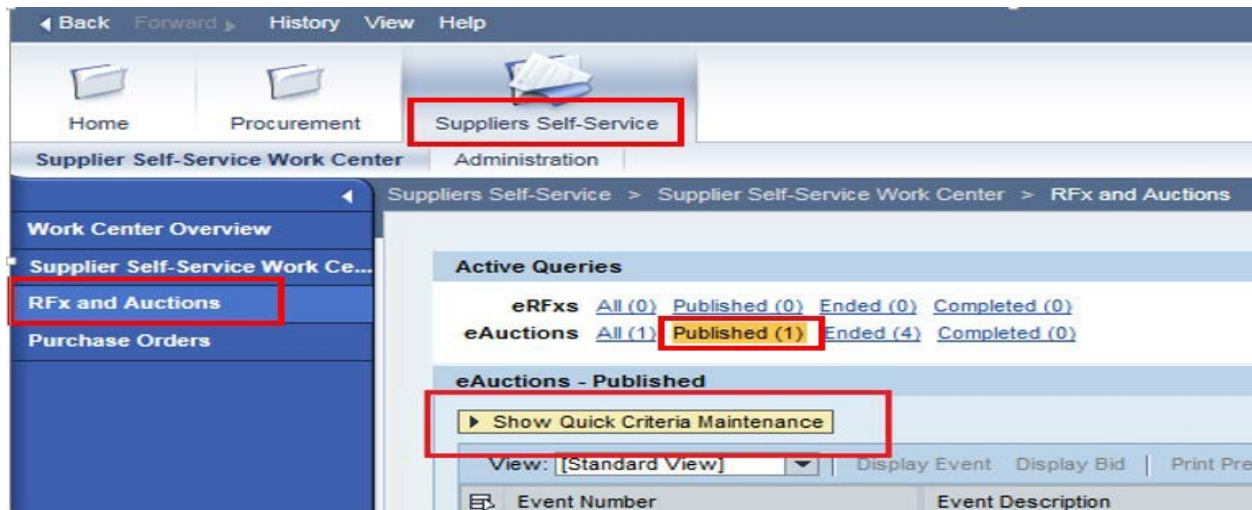 Back Forward History View Help
Home Procurement Suppliers Self-Service
Supplier Self-Service Work Center Administration
Suppliers Self-Service > Supplier Self-Service Work Center > RFx and Auctions
Work Center Overview
Supplier Self-Service Work Ce...
RFx and Auctions
Purchase Orders
Active Queries
eRFxs All (0) Published (0) Ended (0) Completed (0)
eAuctions All (1) Published (1) Ended (4) Completed (0)
eAuctions - Published
Show Quick Criteria Maintenance
View: [Standard View] Display Event Display Bid | Print Pre
Event Number Event Description